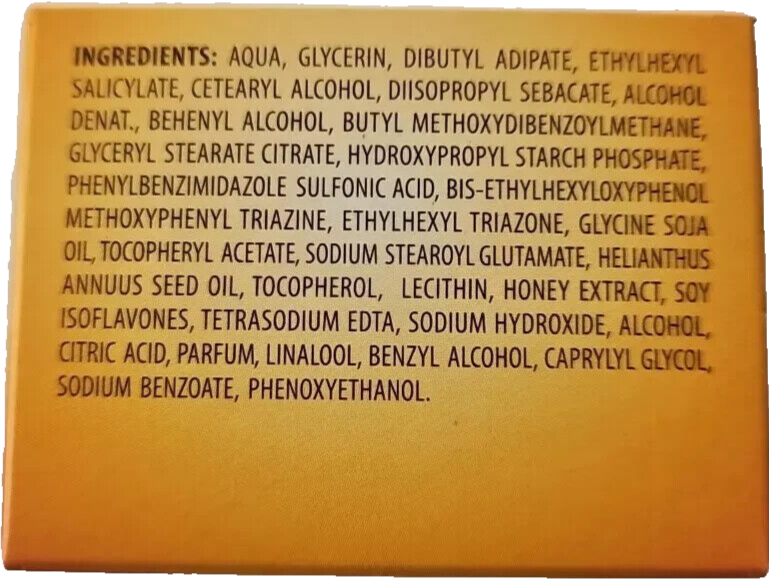 INGREDIENTS: AQUA, GLYCERIN, DIBUTYL ADIPATE, ETHYLHEXYL
SALICYLATE, CETEARYL ALCOHOL, DIISOPROPYL SEBACATE, ALCOHOL
DENAT., BEHENYL ALCOHOL, BUTYL METHOXYDIBENZOYLMETHANE,
GLYCERYL STEARATE CITRATE, HYDROXYPROPYL STARCH PHOSPHATE,
PHENYLBENZIMIDAZOLE SULFONIC ACID, BIS-ETHYLHEXYLOXYPHENOL
METHOXYPHENYL TRIAZINE, ETHYLHEXYL TRIAZONE, GLYCINE SOJA
OIL, TOCOPHERYL ACETATE, SODIUM STEAROYL GLUTAMATE, HELIANTHUS
ANNUUS SEED OIL, TOCOPHEROL, LECITHIN, HONEY EXTRACT, SOY
ISOFLAVONES, TETRASODIUM EDTA, SODIUM HYDROXIDE, ALCOHOL,
CITRIC ACID, PARFUM, LINALOOL, BENZYL ALCOHOL, CAPRYLYL GLYCOL,
SODIUM BENZOATE, PHENOXYETHANOL.